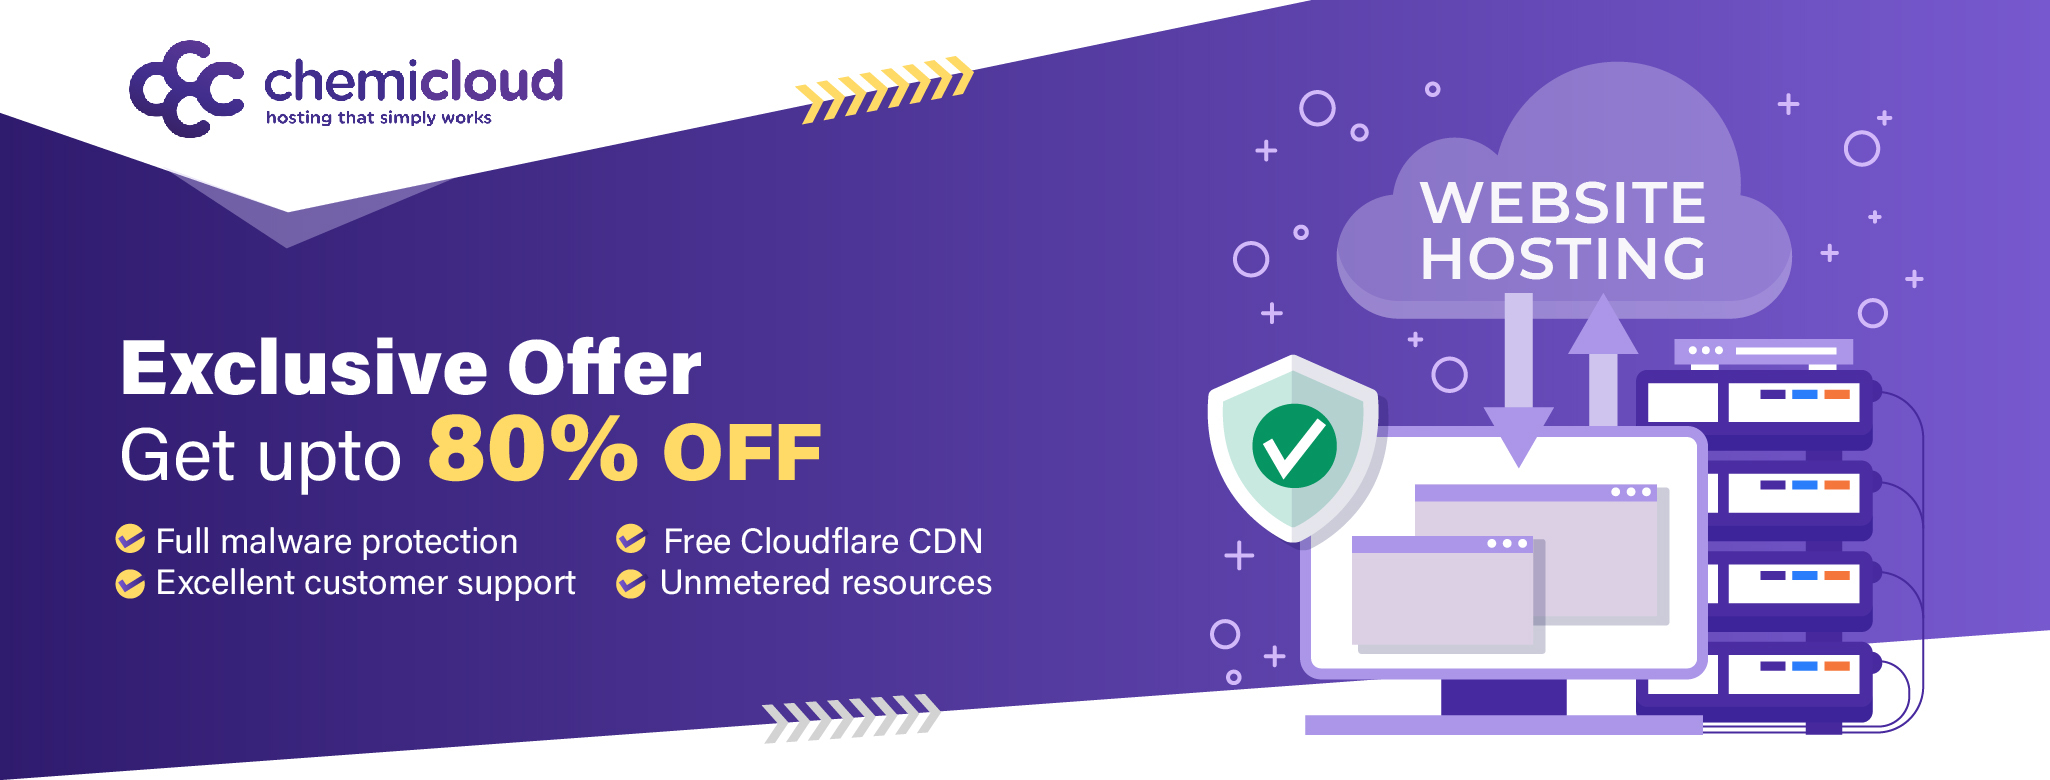 chemicloud
hosting that simply works
WEBSITE
HOSTING
Exclusive Offer
Get upto 80% OFF
Full malware protection
Free Cloudflare CDN
Excellent customer support
Unmetered resources